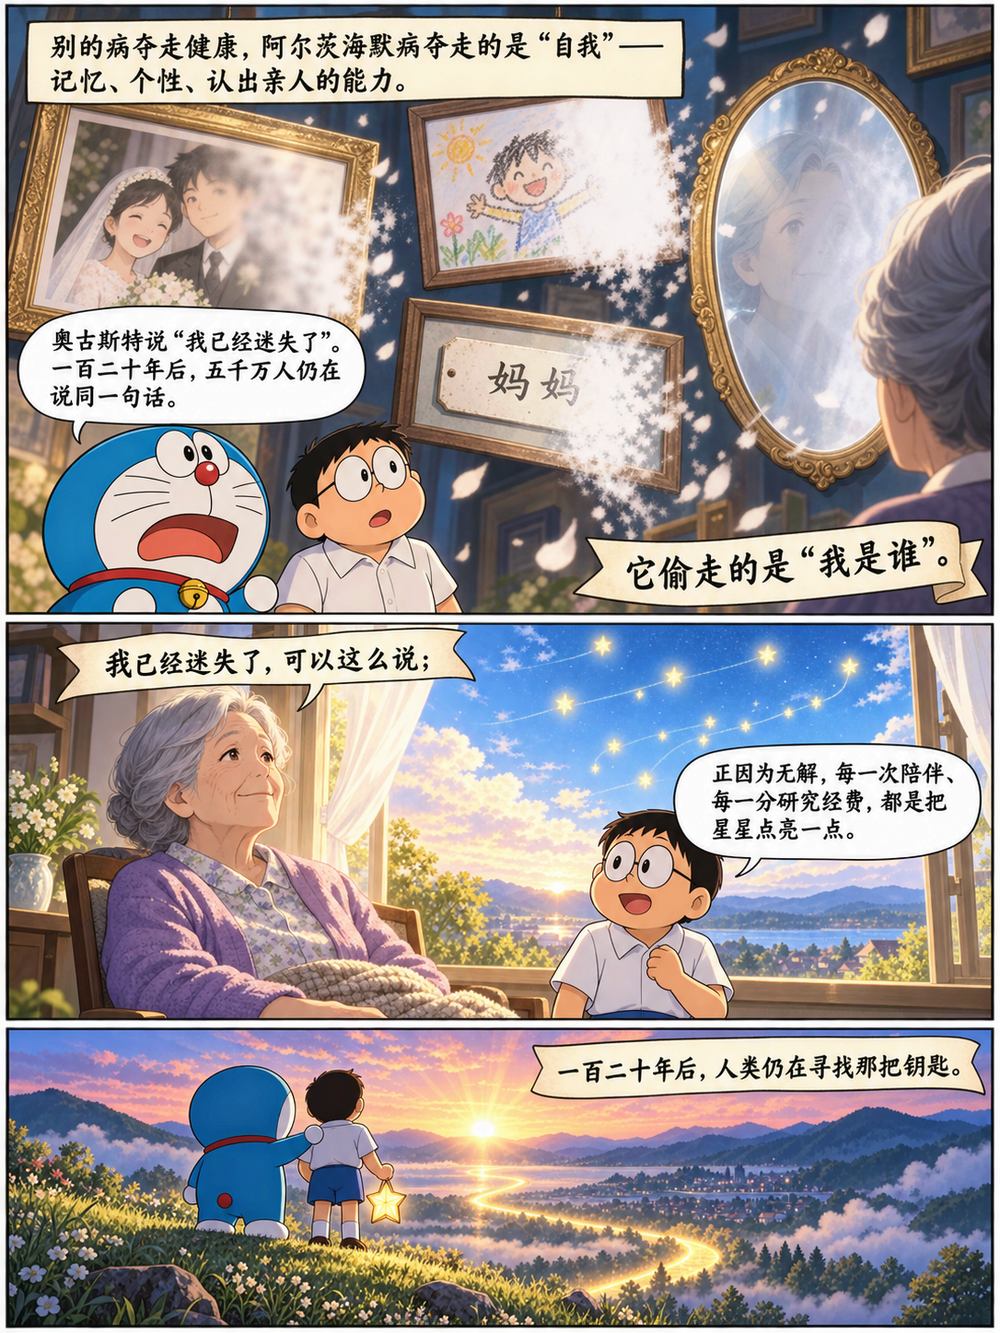 别的病夺走健康，阿尔茨海默病夺走的是“自我”——
记忆、个性、认出亲人的能力。
奥古斯特说“我已经迷失了”。
一百二十年后，五千万人仍在
说同一句话。
妈妈
它偷走的是“我是谁”。
我已经迷失了，可以这么说；
正因为无解，每一次陪伴、
每一分研究经费，都是把
星星点亮一点。
一百二十年后，人类仍在寻找那把钥匙。